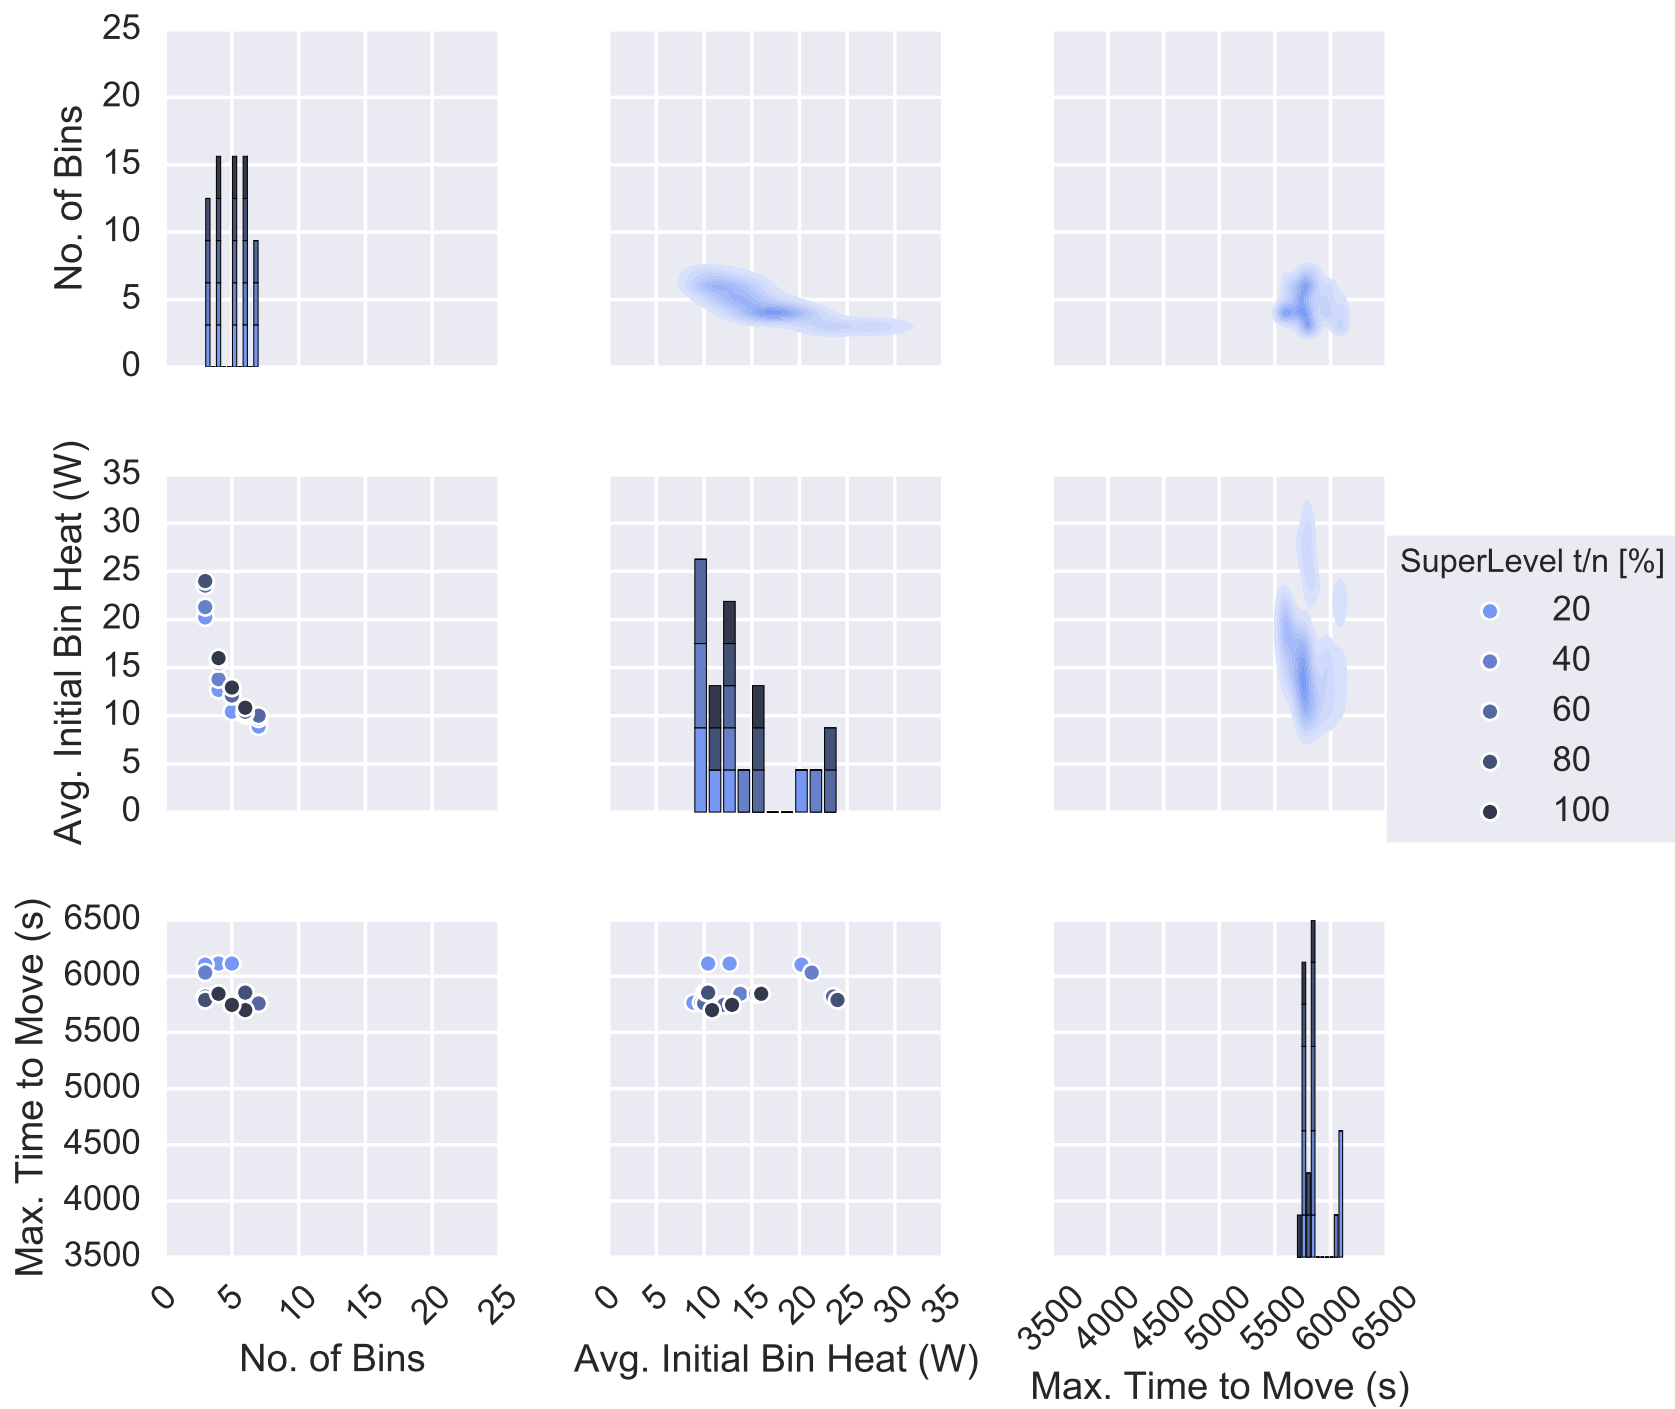 25
20
15
10
5
0
No. of Bins
35
30
25
20
15
10
5
0
Avg. Initial Bin Heat (W)
SuperLevel t/n [%]
20
40
60
80
100
6500
6000
5500
5000
4500
4000
3500
Max. Time to Move (s)
0 5 10 15 20 25
No. of Bins
0 5 10 15 20 25 30 35
Avg. Initial Bin Heat (W)
3500 4000 4500 5000 5500 6000 6500
Max. Time to Move (s)